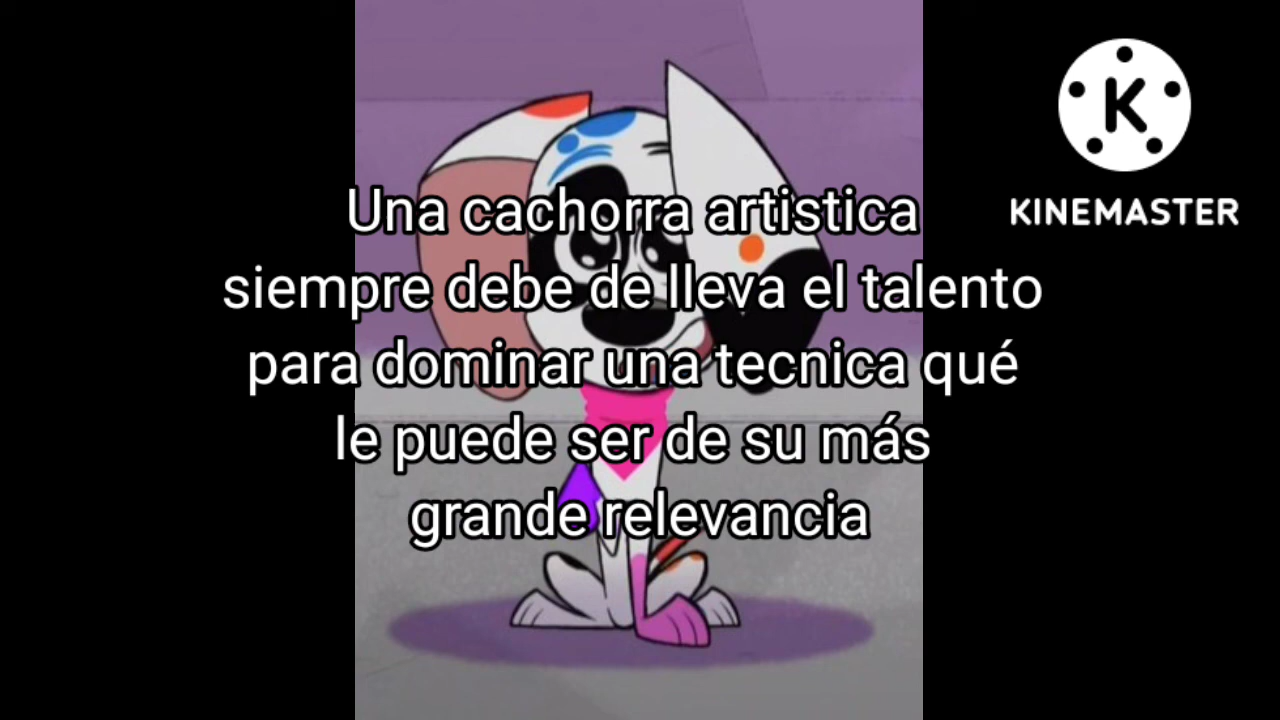 Una cachorra artistica
siempre debe de lleva el talento
para dominar una tecnica qué
le puede ser de su más
grande relevancia
K
KINEMASTER